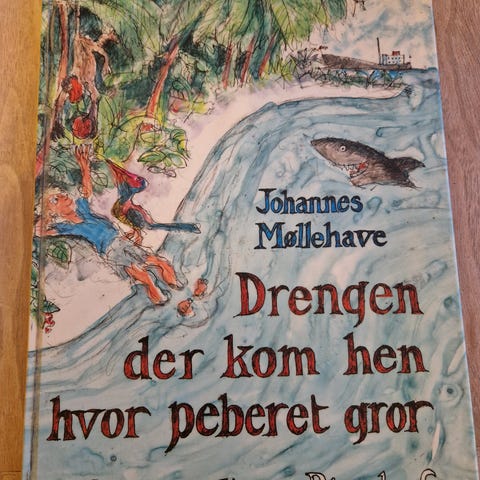 Johannes
Møllehave
Drengen
der kom hen
hvor peberet gror